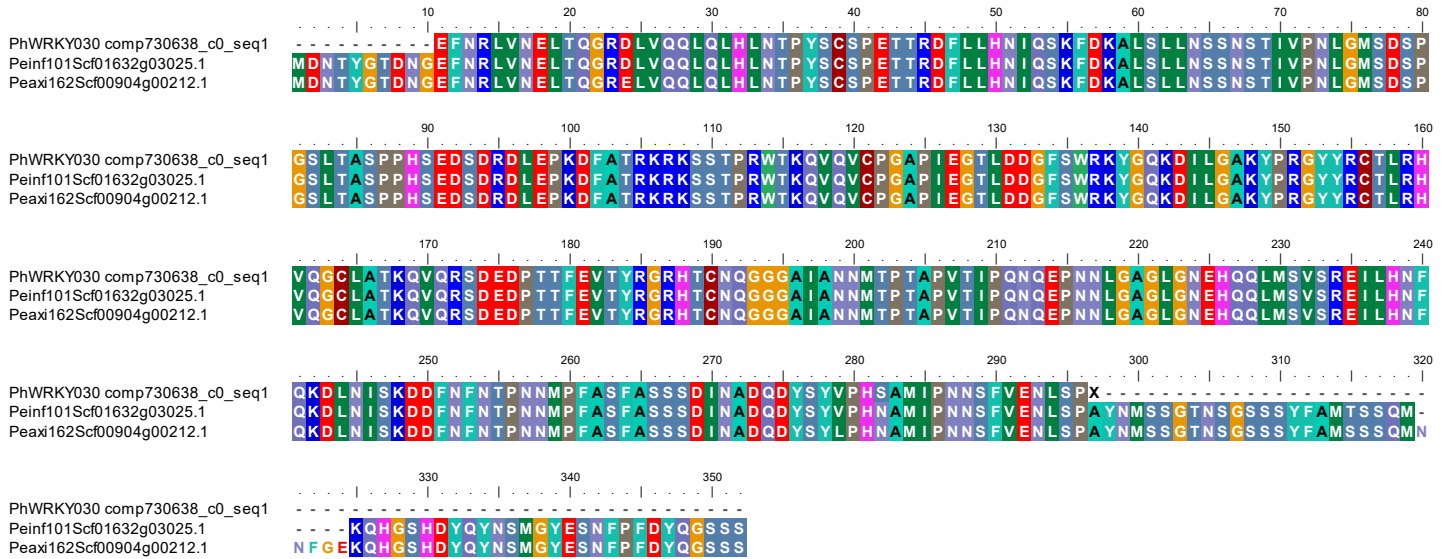 10 20 30 40 50 60 70 80
PhWRKY030 comp730638_c0_seq1 ----------EFNRLVNELTQGRDLVQQLQLHLNTPYSCSPETTRDFLLHNIQSKFDKALSLLNSSNSTIVPNLGMSDSP
Peinf101Scf01632g03025.1 MDNTYGTDNGEFNRLVNELTQGRDLVQQLQLHLNTPYSCSPETTRDFLLHNIQSKFDKALSLLNSSNSTIVPNLGMSDSP
Peaxi162Scf00904g00212.1 MDNTYGTDNGEFNRLVNELTQGRELVQQLQLHLNTPYSCSPETTRDFLLHNIQSKFDKALSLLNSSNSTIVPNLGMSDSP
90 100 110 120 130 140 150 160
PhWRKY030 comp730638_c0_seq1 GSLTASPPHSEDSDRDLEPKDFATRKRKSSTPRWTKQVQVCPGAPIEGTLDDGFSWRKYGQKDILGAKYPRGYYRCTLRH
Peinf101Scf01632g03025.1 GSLTASPPHSEDSDRDLEPKDFATRKRKSSTPRWTKQVQVCPGAPIEGTLDDGFSWRKYGQKDILGAKYPRGYYRCTLRH
Peaxi162Scf00904g00212.1 GSLTASPPHSEDSDRDLEPKDFATRKRKSSTPRWTKQVQVCPGAPIEGTLDDGFSWRKYGQKDILGAKYPRGYYRCTLRH
170 180 190 200 210 220 230 240
PhWRKY030 comp730638_c0_seq1 VQGCLATKQVQRSDEDPTTFEVTYRGRHTCNQGGGAIANNMTPTAPVTIPQNQEPNNLGAGLGNEHQQLMSVSREILHNF
Peinf101Scf01632g03025.1 VQGCLATKQVQRSDEDPTTFEVTYRGRHTCNQGGGAIANNMTPTAPVTIPQNQEPNNLGAGLGNEHQQLMSVSREILHNF
Peaxi162Scf00904g00212.1 VQGCLATKQVQRSDEDPTTFEVTYRGRHTCNQGGGAIANNMTPTAPVTIPQNQEPNNLGAGLGNEHQQLMSVSREILHNF
250 260 270 280 290 300 310 320
PhWRKY030 comp730638_c0_seq1 QKDLNISKDDFNFNTPNNMPFASFASSSDINADQDYSYVPHSAMIPNNSFVENLSPX-----------------------
Peinf101Scf01632g03025.1 QKDLNISKDDFNFNTPNNMPFASFASSSDINADQDYSYVPHNAMIPNNSFVENLSPAYNMSSGTNSGSSSYFAMTSSQM-
Peaxi162Scf00904g00212.1 QKDLNISKDDFNFNTPNNMPFASFASSSDINADQDYSYLPHNAMIPNNSFVENLSPAYNMSSGTNSGSSSYFAMSSSQMN
330 340 350
PhWRKY030 comp730638_c0_seq1 --------------------------------
Peinf101Scf01632g03025.1 ----KQHGSHDYQYNSMGYESNFPFDYQGSSS
Peaxi162Scf00904g00212.1 NFGEKQHGSHDYQYNSMGYESNFPFDYQGSSS